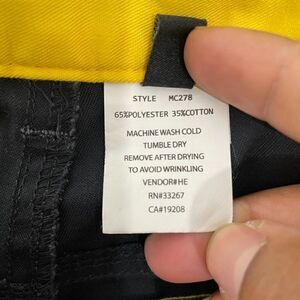 STYLE MC278
65%POLYESTER 35%COTTON
MACHINE WASH COLD
TUMBLE DRY
REMOVE AFTER DRYING
TO AVOID WRINKLING
VENDOR#HE
RN#33267
CA#19208